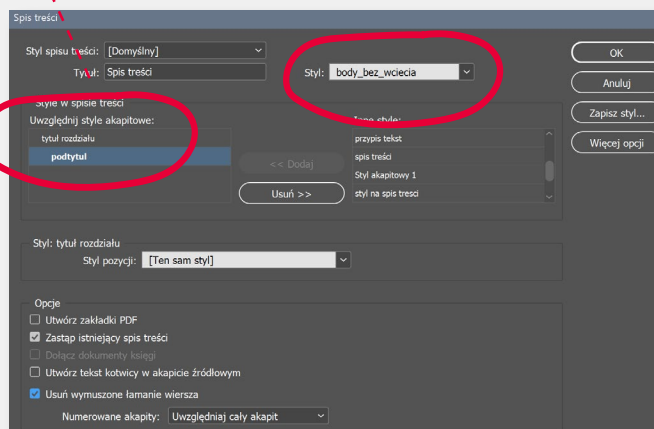 Spis treści
Styl spisu treści: [Domyślny] OK
Tytuł: Spis treści Styl: body_bez_wciecia Anuluj
Style w spisie treści Zapisz styl...
Uwzględnij style akapitowe: Inne style:
tytuł rozdziału przypis tekst Więcej opcji
podtytul spis treści
<< Dodaj Styl akapitowy 1
Usuń >> styl na spis tresci
Styl: tytuł rozdziału
Styl pozycji: [Ten sam styl]
Opcje
Utwórz zakładki PDF
Zastąp istniejący spis treści
Dołącz dokumenty księgi
Utwórz tekst kotwicy w akapicie źródłowym
Usuń wymuszone łamanie wiersza
Numerowane akapity: Uwzględniaj cały akapit